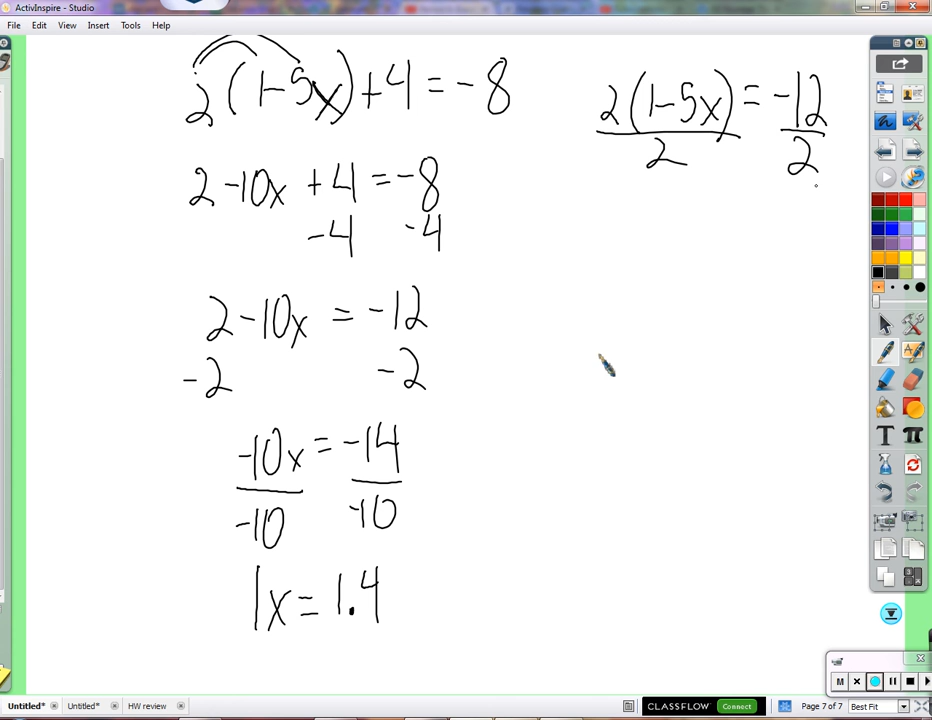 ActivInspire - Studio
File Edit View Insert Tools Help
2(1-5x)+4=-8
2-10x+4=-8
-4 -4
2-10x=-12
-2 -2
-10x=-14
-10 -10
1x=1.4
2(1-5x)=-12
2 2
T π
M
Untitled* Untitled* HW review
CLASSFLOW Connect
Page 7 of 7 Best Fit